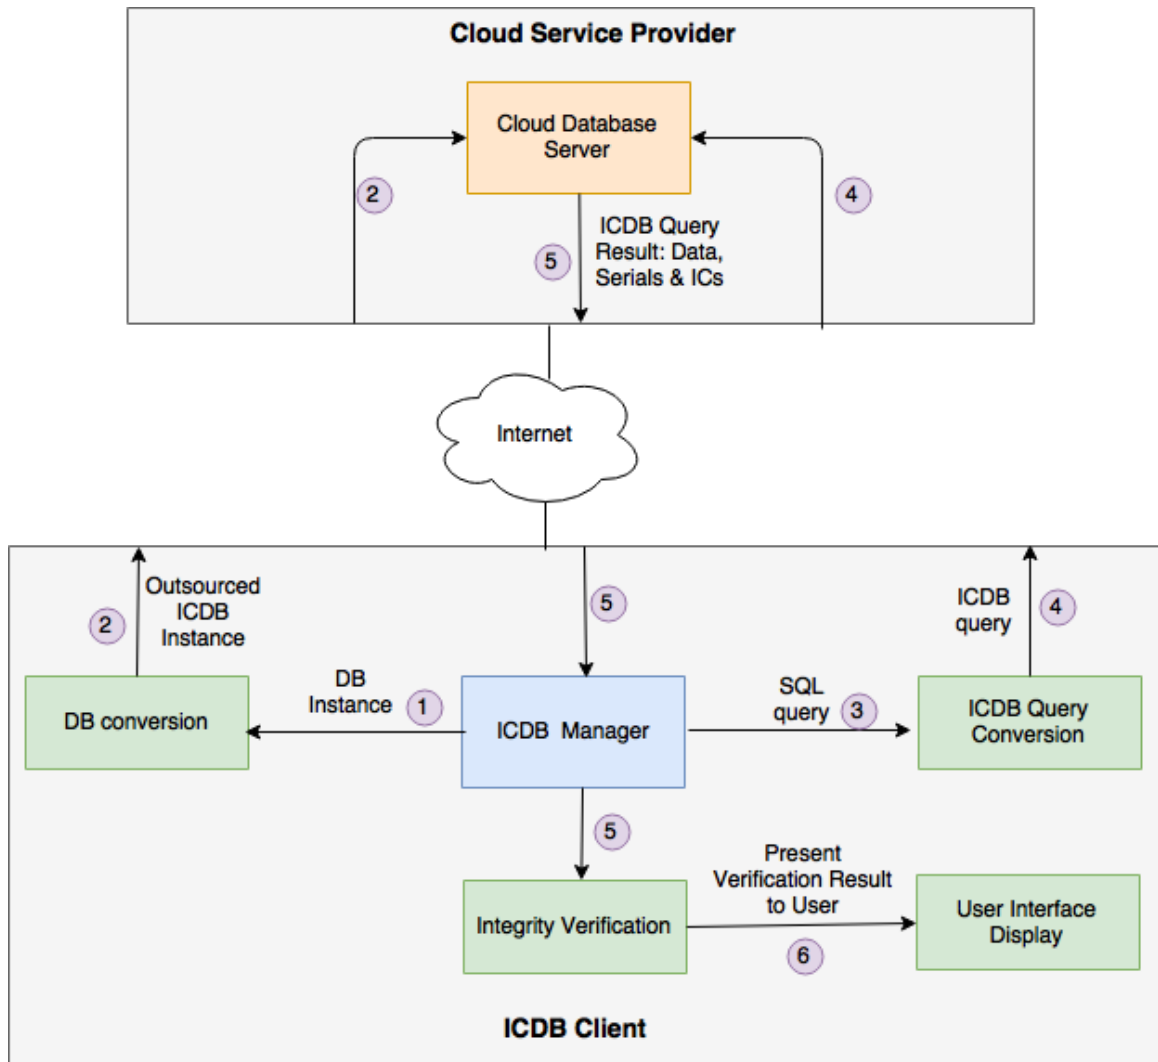 Cloud Service Provider
Cloud Database
Server
2
4
ICDB Query
Result: Data,
Serials & ICs
5
Internet
Outsourced
ICDB
Instance
2
5
ICDB
query
4
DB
Instance
1
SQL
query
3
DB conversion
ICDB Manager
ICDB Query
Conversion
5
Present
Verification Result
to User
Integrity Verification
User Interface
Display
6
ICDB Client